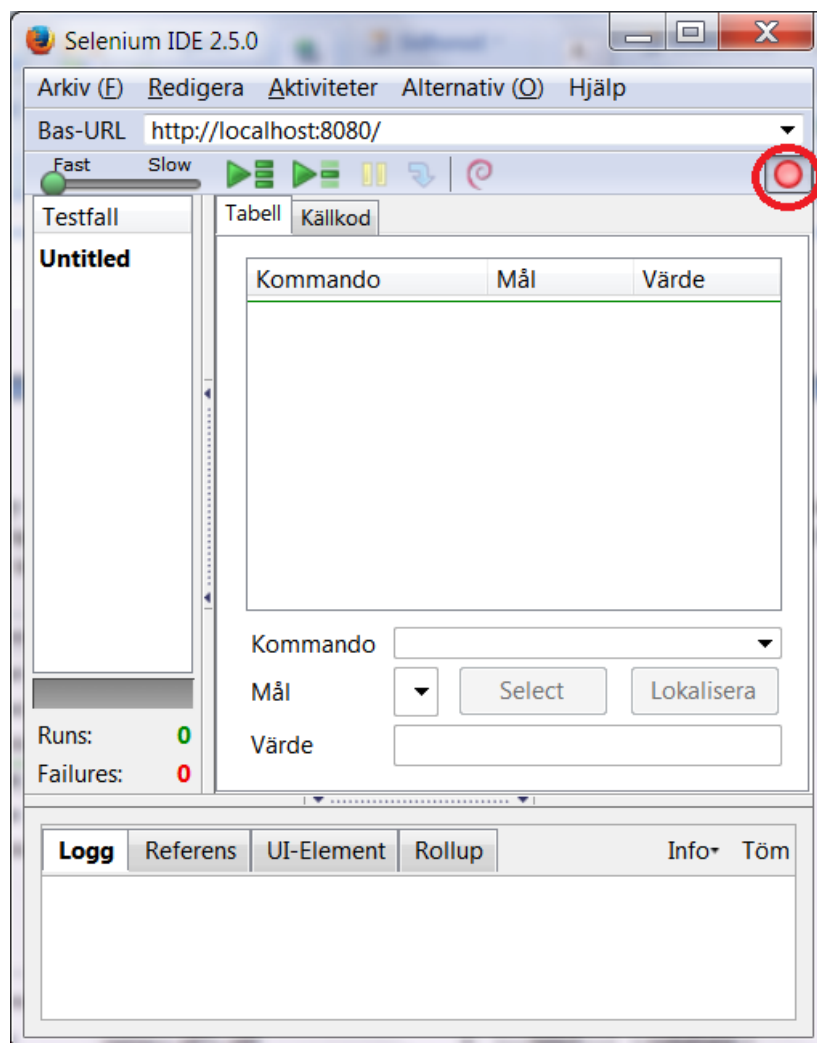 Selenium IDE 2.5.0
Arkiv (F) Redigera Aktiviteter Alternativ (O) Hjälp
Bas-URL http://localhost:8080/
Fast Slow
Testfall
Untitled
Tabell Källkod
Kommando Mål Värde
Kommando
Mål Select Lokalisera
Värde
Runs: 0
Failures: 0
Logg Referens UI-Element Rollup Info Töm